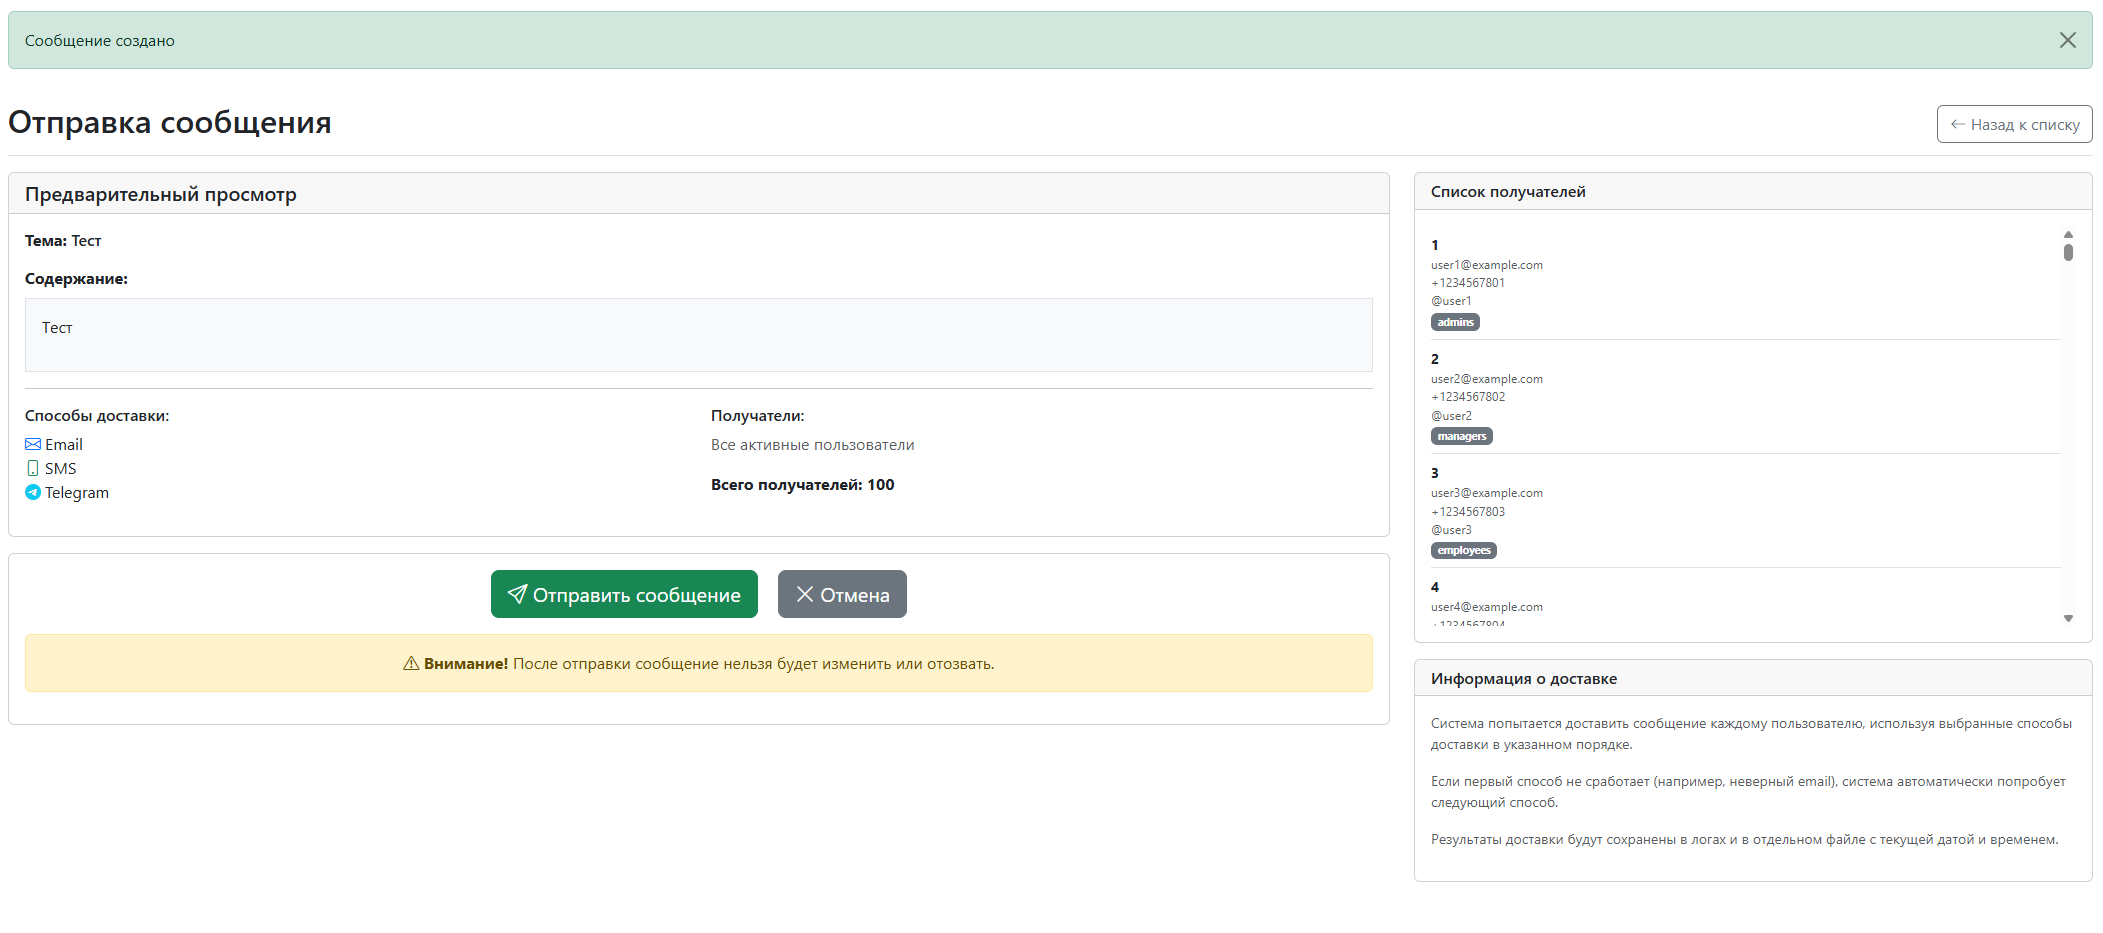 Сообщение создано
Отправка сообщения
← Назад к списку
Предварительный просмотр
Тема: Тест
Содержание:
Тест
Способы доставки:
Email
SMS
Telegram
Получатели:
Все активные пользователи
Всего получателей: 100
Отправить сообщение
Отмена
Внимание! После отправки сообщение нельзя будет изменить или отозвать.
Список получателей
1
user1@example.com
+1234567801
@user1
admins
2
user2@example.com
+1234567802
@user2
managers
3
user3@example.com
+1234567803
@user3
employees
4
user4@example.com
+1234567804
Информация о доставке
Система попытается доставить сообщение каждому пользователю, используя выбранные способы
доставки в указанном порядке.
Если первый способ не сработает (например, неверный email), система автоматически попробует
следующий способ.
Результаты доставки будут сохранены в логах и в отдельном файле с текущей датой и временем.